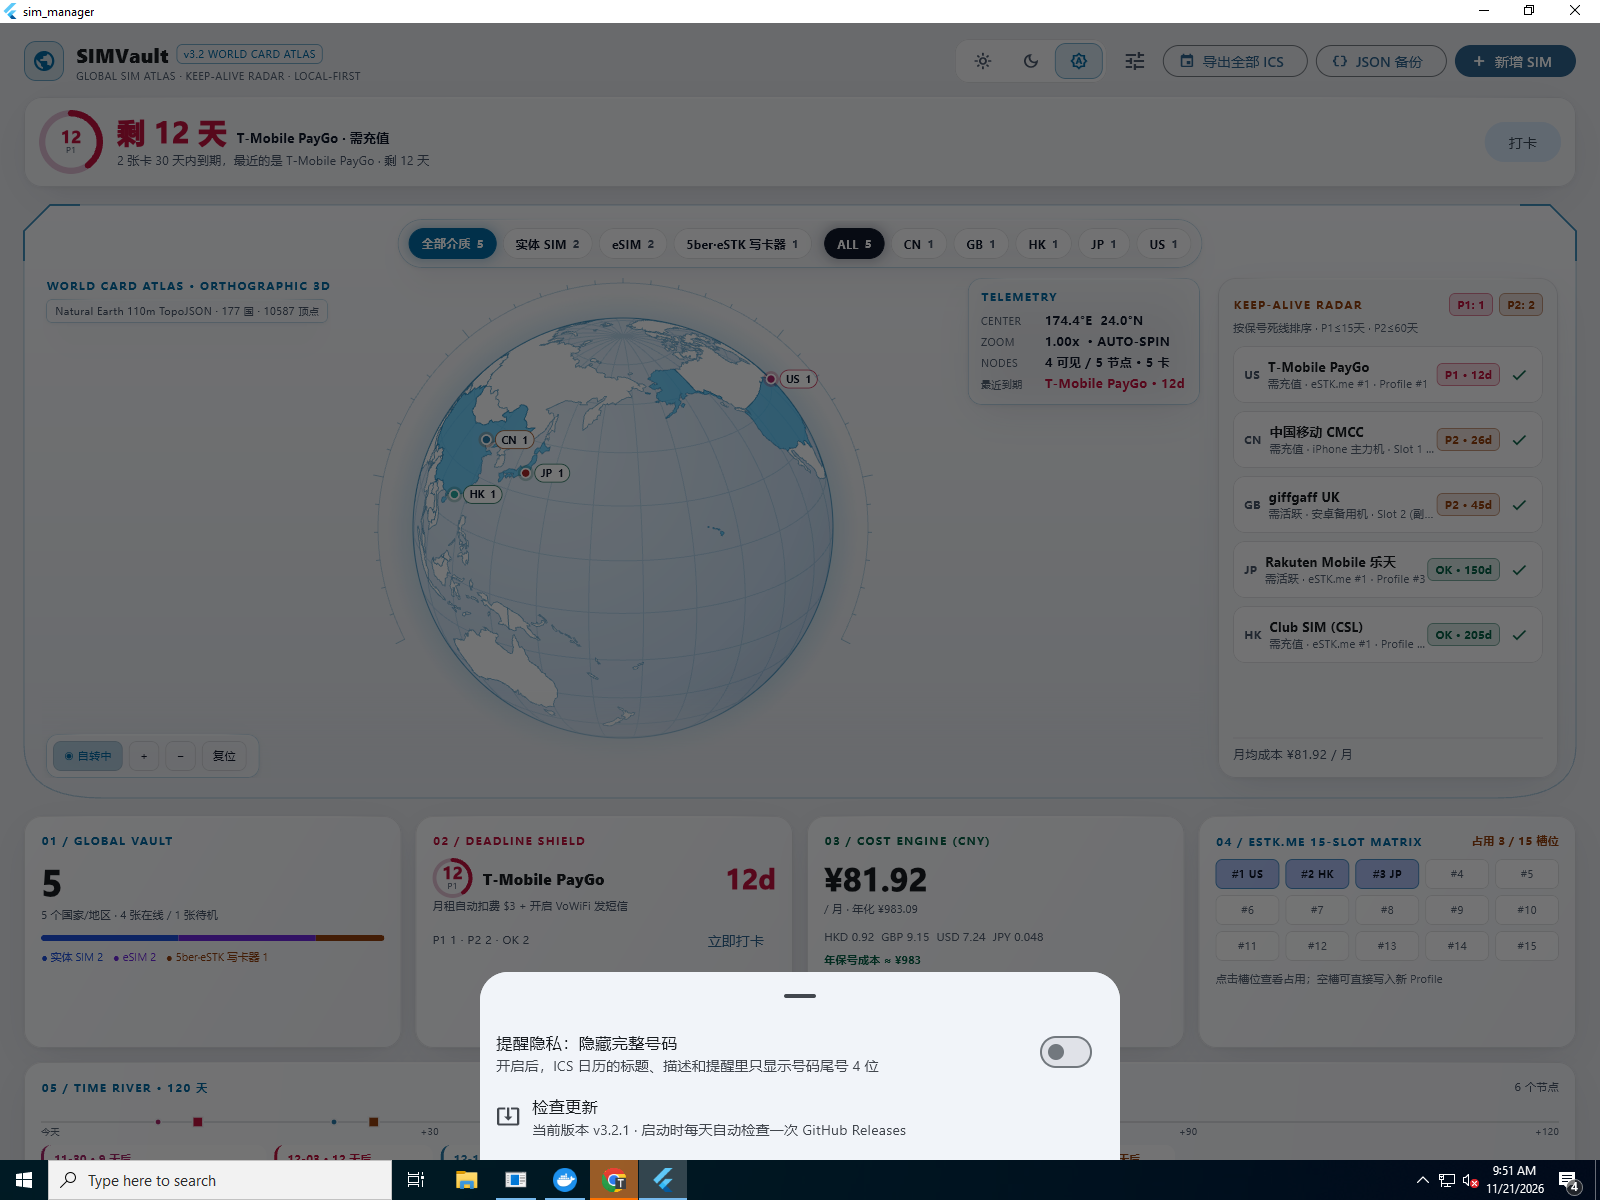 sim_manager
SIMVault v3.2 WORLD CARD ATLAS
GLOBAL SIM ATLAS · KEEP-ALIVE RADAR · LOCAL-FIRST
导出全部 ICS
JSON 备份
+ 新增 SIM
12
P1
剩 12 天 T-Mobile PayGo · 需充值
2 张卡 30 天内到期，最近的是 T-Mobile PayGo · 剩 12 天
打卡
全部介质 5
实体 SIM 2
eSIM 2
5ber·eSTK 写卡器 1
ALL 5
CN 1
GB 1
HK 1
JP 1
US 1
WORLD CARD ATLAS • ORTHOGRAPHIC 3D
Natural Earth 110m TopoJSON · 177 国 · 10587 顶点
US 1
CN 1
JP 1
HK 1
TELEMETRY
CENTER 174.4°E 24.0°N
ZOOM 1.00x • AUTO-SPIN
NODES 4 可见 / 5 节点 • 5 卡
最近到期 T-Mobile PayGo • 12d
KEEP-ALIVE RADAR P1: 1 P2: 2
按保号死线排序 · P1≤15天 · P2≤60天
US T-Mobile PayGo P1 • 12d
需充值 · eSTK.me #1 · Profile #1
CN 中国移动 CMCC P2 • 26d
需充值 · iPhone 主力机 · Slot 1 ...
GB giffgaff UK P2 • 45d
需活跃 · 安卓备用机 · Slot 2 (副...
JP Rakuten Mobile 乐天 OK • 150d
需活跃 · eSTK.me #1 · Profile #3
HK Club SIM (CSL) OK • 205d
需充值 · eSTK.me #1 · Profile ...
月均成本 ¥81.92 / 月
自转中
+
−
复位
01 / GLOBAL VAULT
5
5 个国家/地区 · 4 张在线 / 1 张待机
实体 SIM 2 eSIM 2 5ber·eSTK 写卡器 1
02 / DEADLINE SHIELD
12
P1
T-Mobile PayGo 12d
月租自动扣费 $3 + 开启 VoWiFi 发短信
P1 1 · P2 2 · OK 2
立即打卡
03 / COST ENGINE (CNY)
¥81.92
/ 月 · 年化 ¥983.09
HKD 0.92 GBP 9.15 USD 7.24 JPY 0.048
年保号成本 ≈ ¥983
04 / ESTK.ME 15-SLOT MATRIX 占用 3 / 15 槽位
#1 US #2 HK #3 JP #4 #5
#6 #7 #8 #9 #10
#11 #12 #13 #14 #15
点击槽位查看占用；空槽可直接写入新 Profile
05 / TIME RIVER • 120 天
6 个节点
今天 +30 +90 +120
11-30 • 9 天后
12-03 • 12 天后
12-1
天后
提醒隐私：隐藏完整号码
开启后，ICS 日历的标题、描述和提醒里只显示号码尾号 4 位
检查更新
当前版本 v3.2.1 · 启动时每天自动检查一次 GitHub Releases
Type here to search
9:51 AM
11/21/2026
4